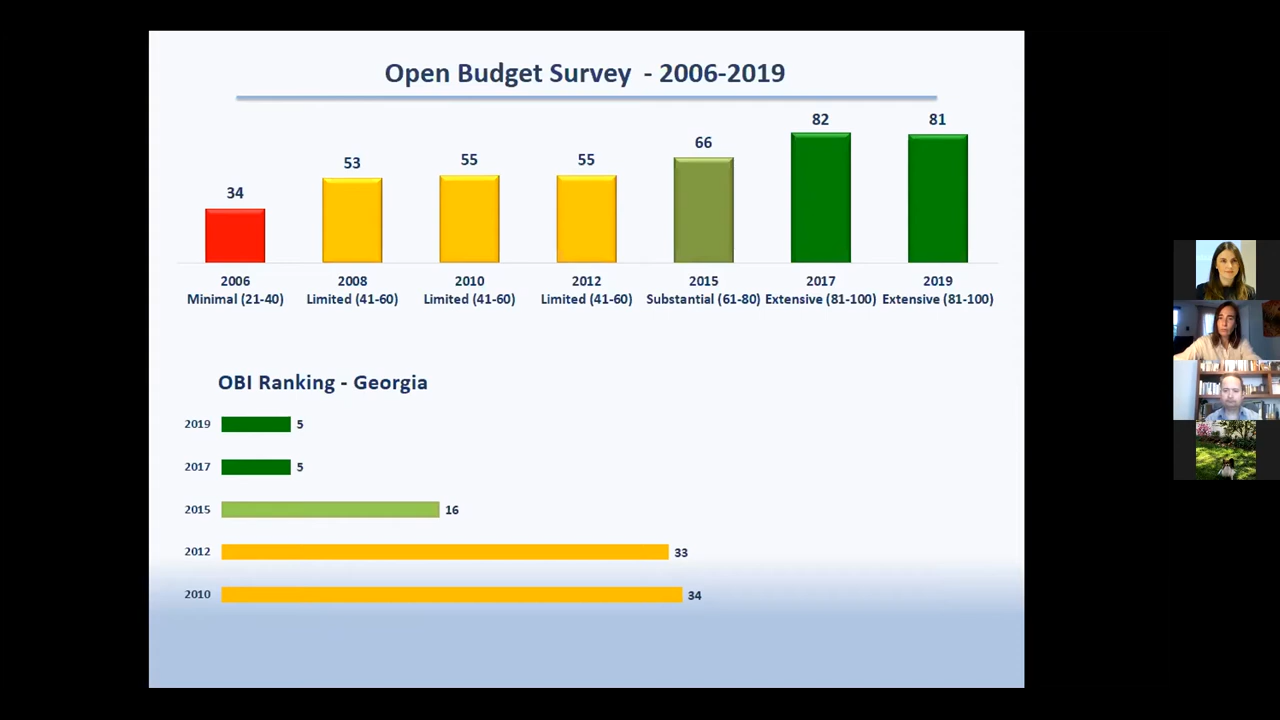 Open Budget Survey - 2006-2019
34 53 55 55 66 82 81
2006 2008 2010 2012 2015 2017 2019
Minimal (21-40) Limited (41-60) Limited (41-60) Limited (41-60) Substantial (61-80) Extensive (81-100) Extensive (81-100)
OBI Ranking - Georgia
2019 5
2017 5
2015 16
2012 33
2010 34